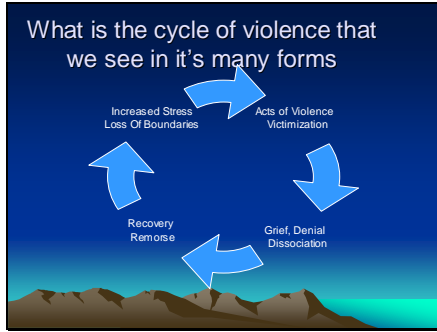 What is the cycle of violence that
we see in it's many forms
Increased Stress
Loss Of Boundaries
Acts of Violence
Victimization
Grief, Denial
Dissociation
Recovery
Remorse